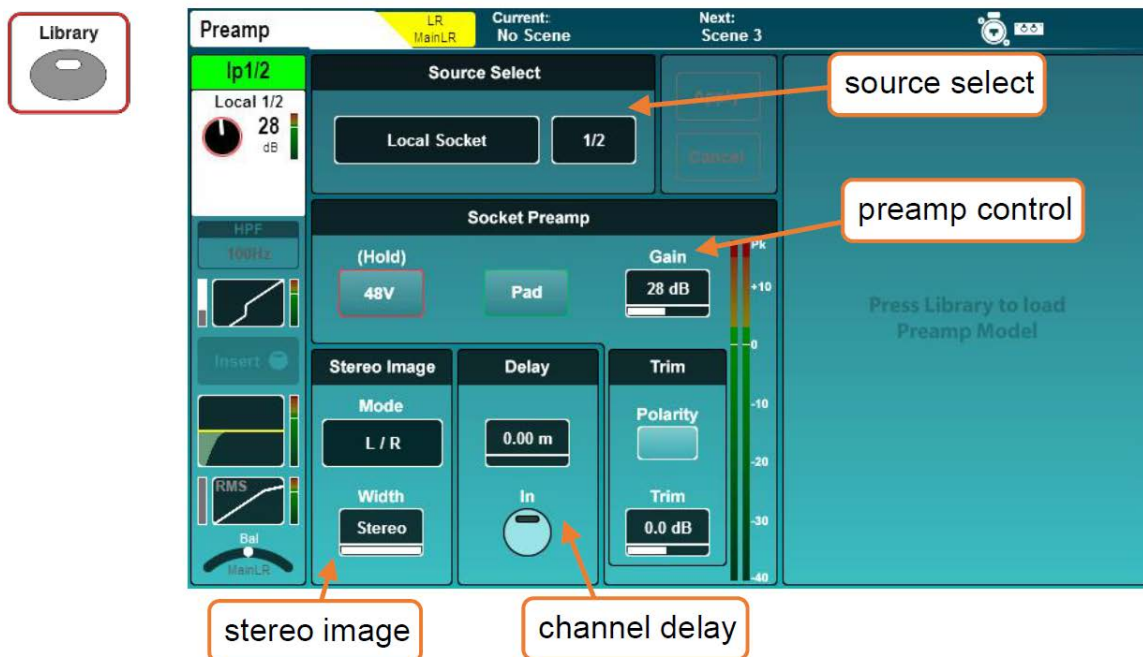 Library
Preamp
LR
MainLR
Current:
No Scene
Next:
Scene 3
Ip1/2
Local 1/2
28
dB
HPF
100Hz
Insert
RMS
Bal
MainLR
Source Select
Local Socket
1/2
Apply
Cancel
source select
Socket Preamp
preamp control
(Hold)
48V
Pad
Gain
28 dB
Pk
+10
0
-10
-20
-30
-40
Press Library to load
Preamp Model
Stereo Image
Mode
L / R
Width
Stereo
Delay
0.00 m
In
Trim
Polarity
Trim
0.0 dB
stereo image
channel delay